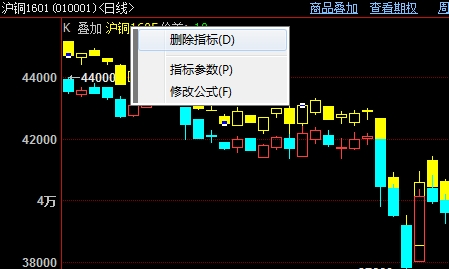 沪铜1601 (010001) <日线>
商品叠加 查看期权 周
K 叠加 沪铜1605
删除指标(D)
指标参数(P)
修改公式(F)
44000
←44000
42000
4万
38000